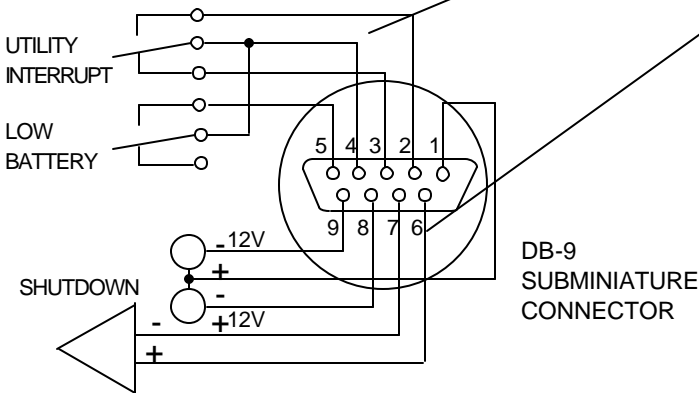 UTILITY
INTERRUPT
LOW
BATTERY
5 4 3 2 1
9 8 7 6
- 12V
+
-
+12V
SHUTDOWN
-
+
DB-9
SUBMINIATURE
CONNECTOR